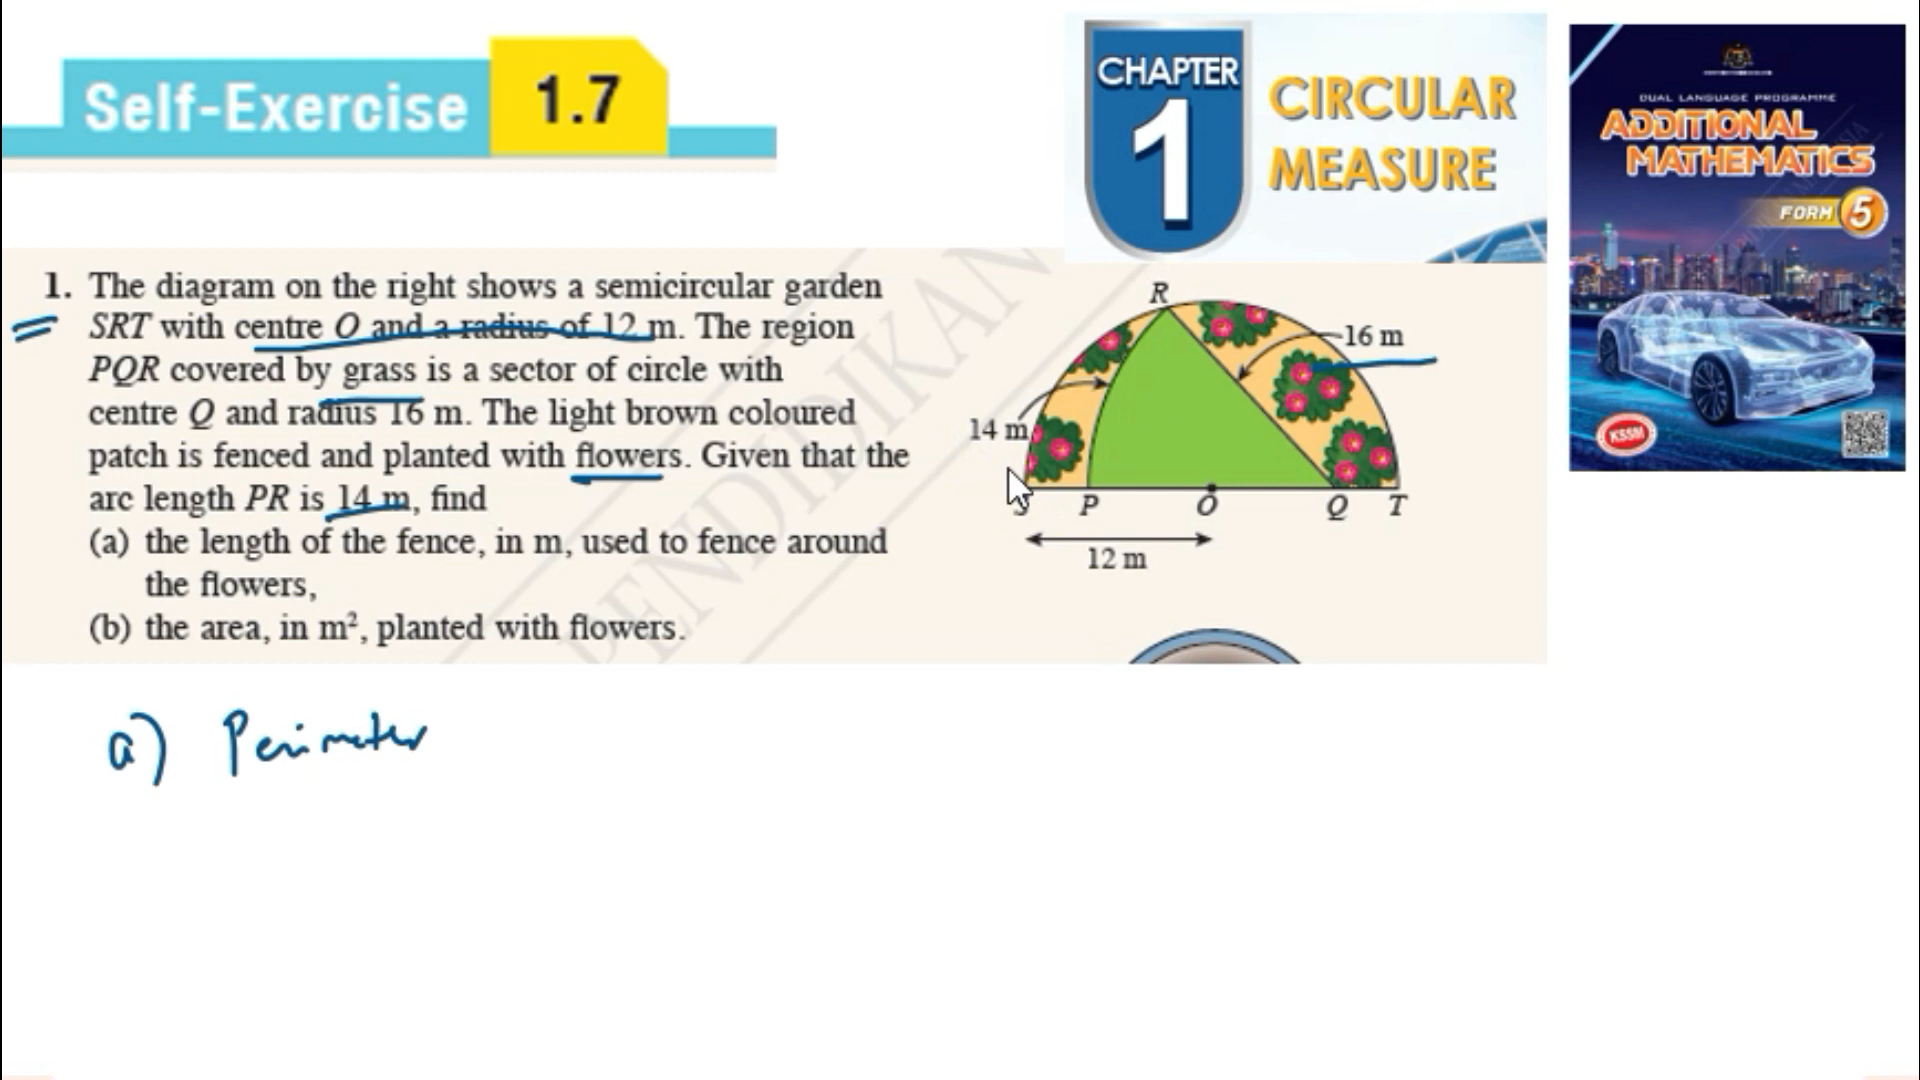 Self-Exercise 1.7
CHAPTER
1
CIRCULAR
MEASURE
DUAL LANGUAGE PROGRAMME
ADDITIONAL
MATHEMATICS
FORM 5
KSSM
1. The diagram on the right shows a semicircular garden
SRT with centre O and a radius of 12 m. The region
PQR covered by grass is a sector of circle with
centre Q and radius 16 m. The light brown coloured
patch is fenced and planted with flowers. Given that the
arc length PR is 14 m, find
(a) the length of the fence, in m, used to fence around
the flowers,
(b) the area, in m², planted with flowers.
R
16 m
14 m
S P O Q T
12 m
PENDIDIKAN
a) Perimeter